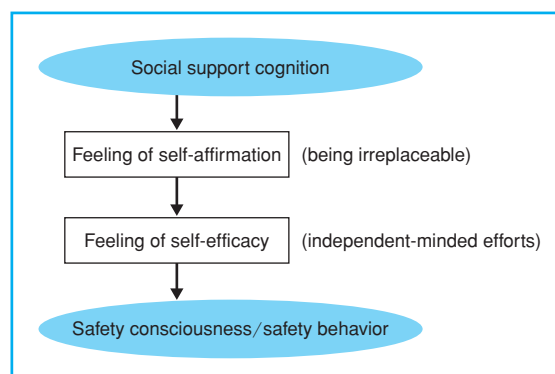 Social support cognition
Feeling of self-affirmation (being irreplaceable)
Feeling of self-efficacy (independent-minded efforts)
Safety consciousness/safety behavior